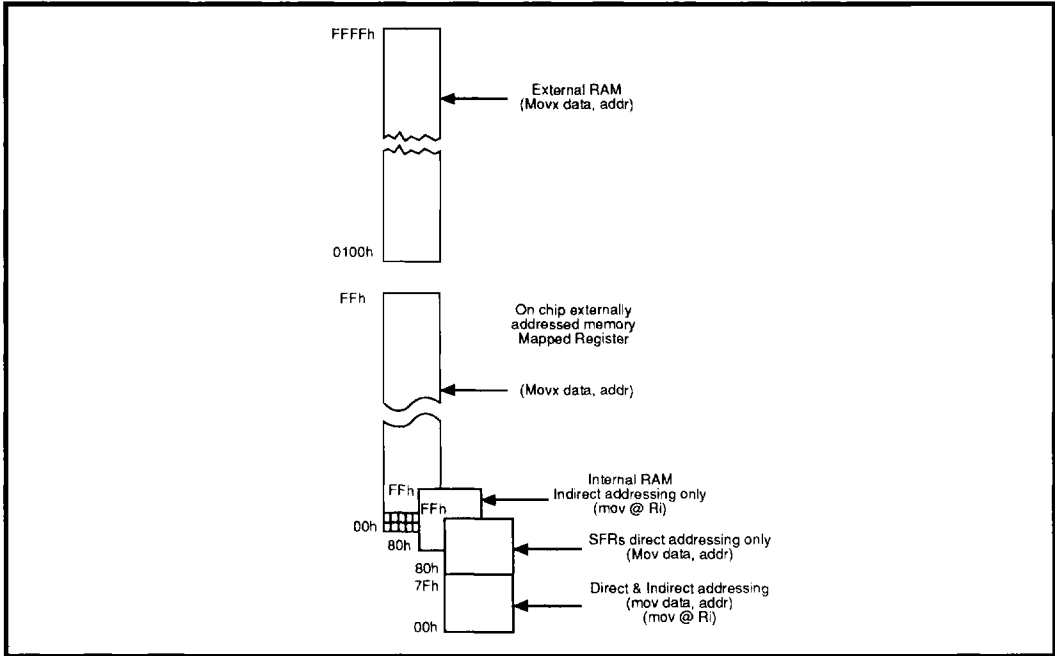 FFFFh
External RAM
(Movx data, addr)
0100h
FFh
On chip externally
addressed memory
Mapped Register
(Movx data, addr)
Internal RAM
Indirect addressing only
(mov @ Ri)
FFh
FFh
00h
80h
SFRs direct addressing only
(Mov data, addr)
80h
7Fh
Direct & Indirect addressing
(mov data, addr)
(mov @ Ri)
00h